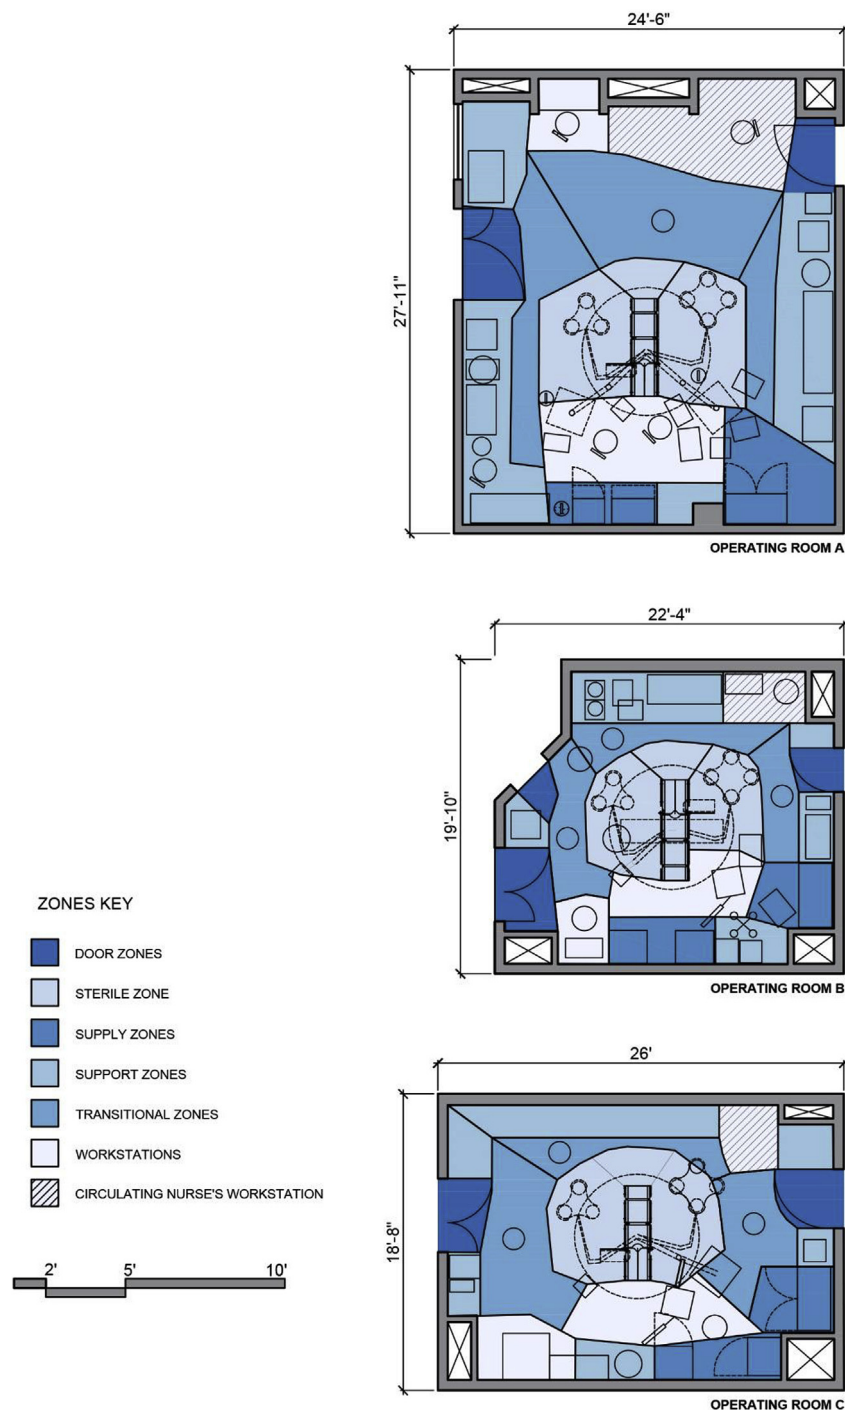 24'-6"
27'-11"
OPERATING ROOM A
22'-4"
19'-10"
OPERATING ROOM B
ZONES KEY
DOOR ZONES
STERILE ZONE
SUPPLY ZONES
SUPPORT ZONES
TRANSITIONAL ZONES
WORKSTATIONS
CIRCULATING NURSE'S WORKSTATION
2' 5' 10'
26'
18'-8"
OPERATING ROOM C